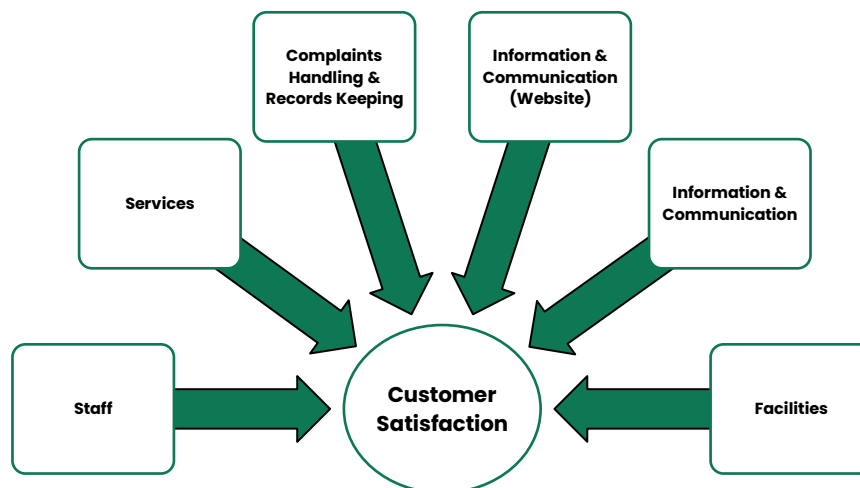 Complaints
Handling &
Records Keeping
Information &
Communication
(Website)
Services
Information &
Communication
Staff
Customer
Satisfaction
Facilities